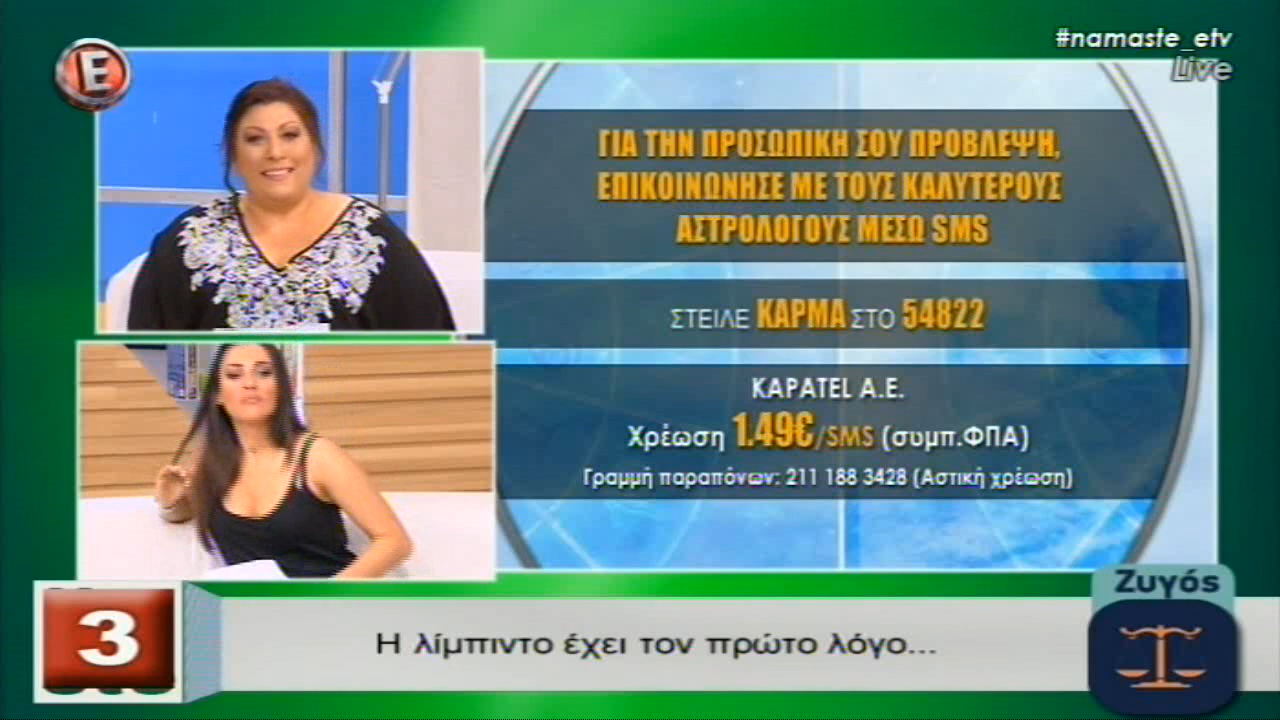 #namaste_etv
Live
E
ΓΙΑ ΤΗΝ ΠΡΟΣΩΠΙΚΗ ΣΟΥ ΠΡΟΒΛΕΨΗ,
ΕΠΙΚΟΙΝΩΝΗΣΕ ΜΕ ΤΟΥΣ ΚΑΛΥΤΕΡΟΥΣ
ΑΣΤΡΟΛΟΓΟΥΣ ΜΕΣΩ SMS
ΣΤΕΙΛΕ ΚΑΡΜΑ ΣΤΟ 54822
ΚΑΡΑΤΕL Α.Ε.
Χρέωση 1.49€/SMS (συμπ.ΦΠΑ)
Γραμμή παραπόνων: 211 188 3428 (Αστική χρέωση)
Ζυγός
3
Η λίμπιντο έχει τον πρώτο λόγο...